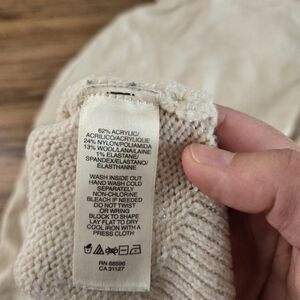 62% ACRYLIC/
ACRILICO/ACRYLIQUE
24% NYLON/POLIAMIDA
13% WOOL/LANA/LAINE
1% ELASTANE/
SPANDEX/ELASTANO/
ELASTHANNE
WASH INSIDE OUT
HAND WASH COLD
SEPARATELY
NON-CHLORINE
BLEACH IF NEEDED
DO NOT TWIST
OR WRING
BLOCK TO SHAPE
LAY FLAT TO DRY
COOL IRON WITH A
PRESS CLOTH
RN 68596
CA 31127